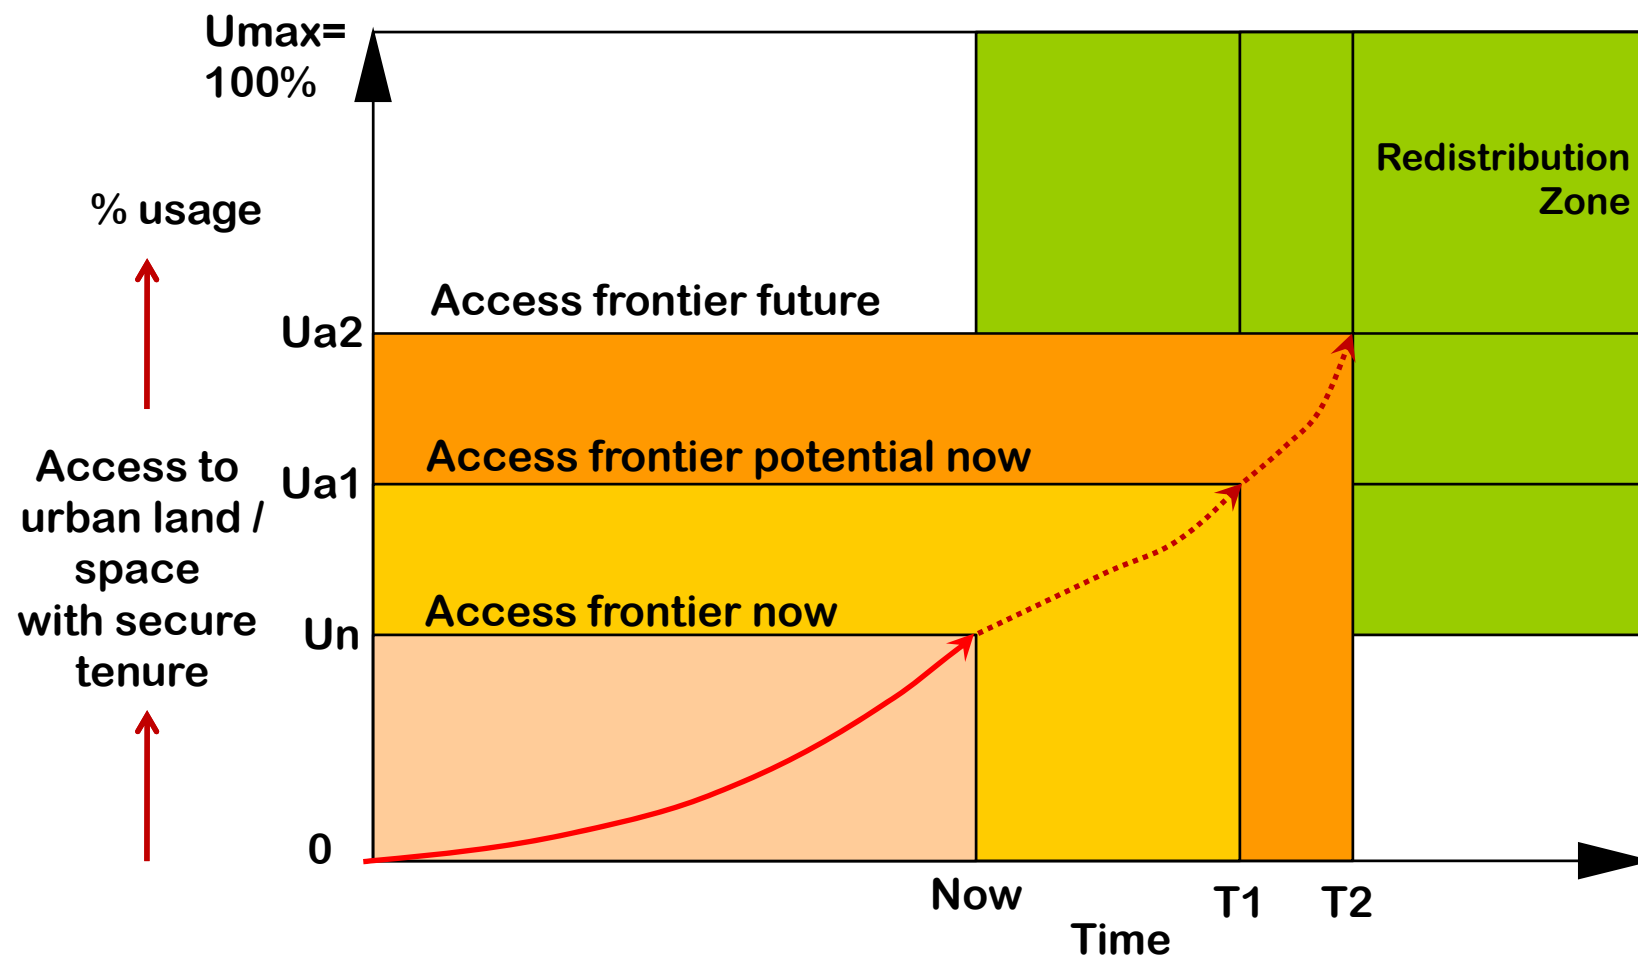 Umax=
100%
% usage
Redistribution
Zone
Access frontier future
Ua2
Access frontier potential now
Ua1
Access to
urban land /
space
with secure
tenure
Access frontier now
Un
0
Now
T1
T2
Time